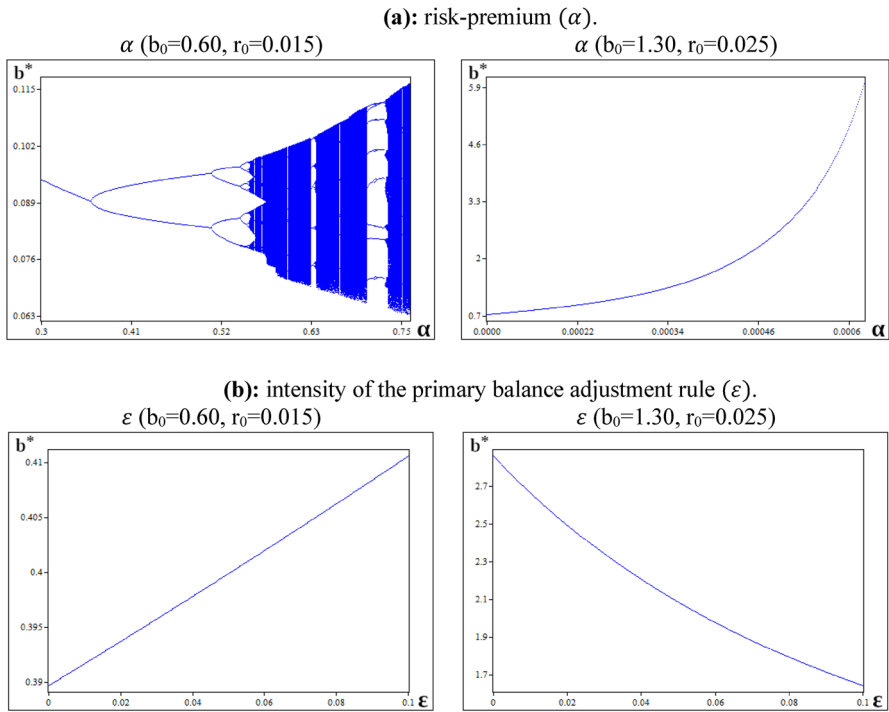 (a): risk-premium (α).
α (b₀=0.60, r₀=0.015)
α (b₀=1.30, r₀=0.025)
b*
0.115
0.102
0.089
0.076
0.063
0.3 0.41 0.52 0.63 0.75 α
b*
5.9
4.6
3.3
2
0.7
0.0000 0.00022 0.00034 0.00046 0.0006 α
(b): intensity of the primary balance adjustment rule (ε).
ε (b₀=0.60, r₀=0.015)
ε (b₀=1.30, r₀=0.025)
b*
0.41
0.405
0.4
0.395
0.39
0 0.02 0.04 0.06 0.08 0.1 ε
b*
2.7
2.5
2.3
2.1
1.9
1.7
0 0.02 0.04 0.06 0.08 0.1 ε